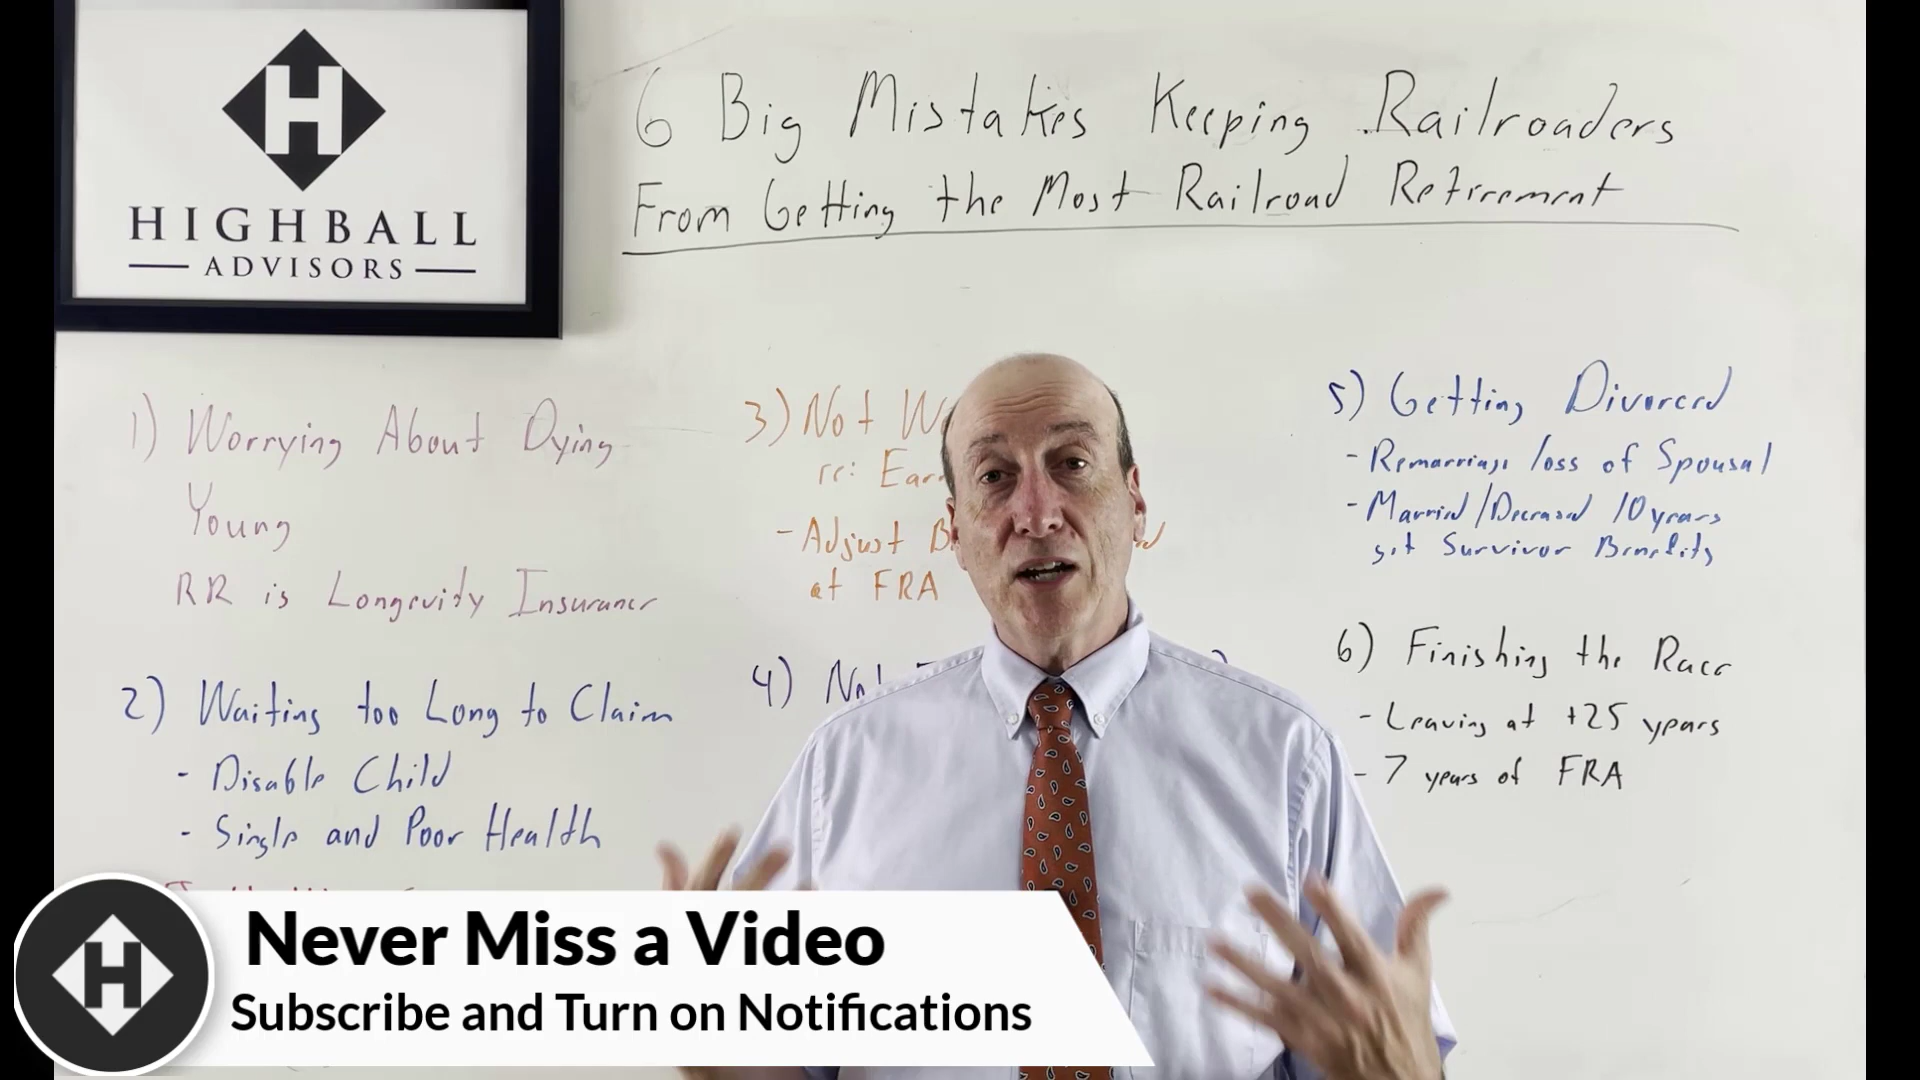 H
HIGHBALL
ADVISORS
6 Big Mistakes Keeping Railroaders
From Getting the Most Railroad Retirement
1) Worrying About Dying
Young
RR is Longevity Insurance
2) Waiting too Long to Claim
- Disable Child
- Single and Poor Health
3) Not
re:
- Adjust
at FRA
4)
5) Getting Divorced
- Remarriage loss of Spousal
- Married/Deceased 10 years
get Survivor Benefits
6) Finishing the Race
- Leaving at +25 years
- 7 years of FRA
H
Never Miss a Video
Subscribe and Turn on Notifications